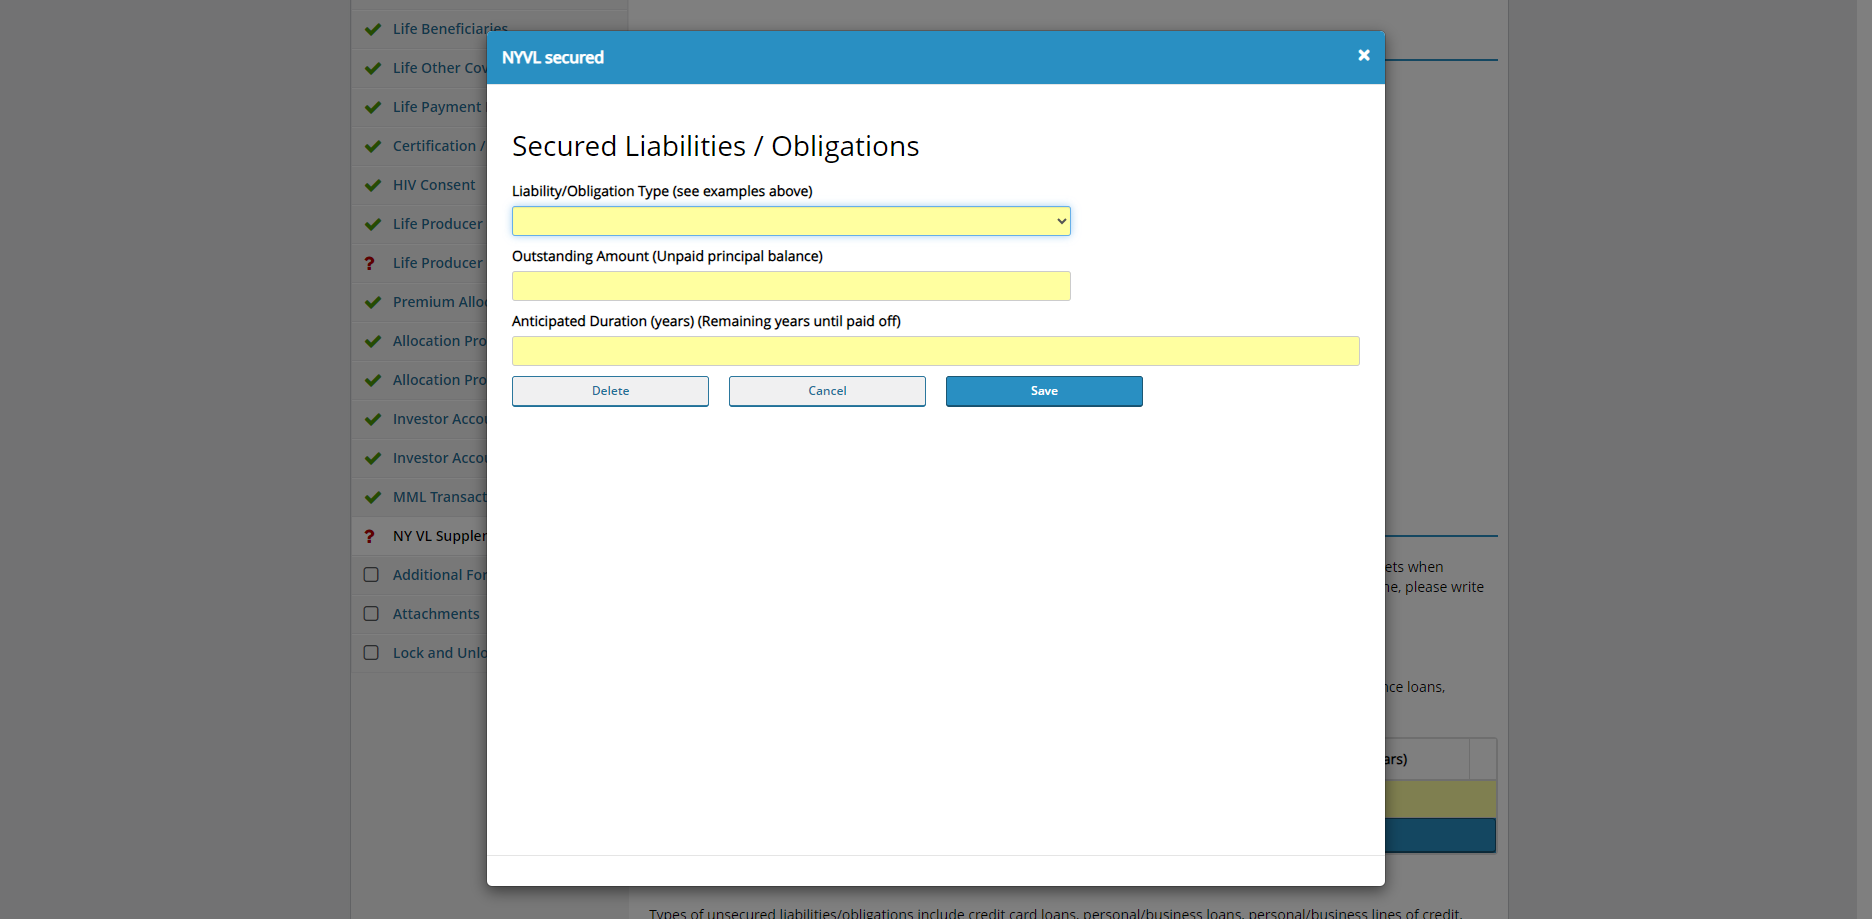 Life Beneficiaries
Life Other Cov
Life Payment
Certification /
HIV Consent
Life Producer
Life Producer
Premium Alloc
Allocation Pro
Allocation Pro
Investor Accou
Investor Accou
MML Transact
NY VL Supplem
Additional For
Attachments
Lock and Unlo
NYVL secured
Secured Liabilities / Obligations
Liability/Obligation Type (see examples above)
Outstanding Amount (Unpaid principal balance)
Anticipated Duration (years) (Remaining years until paid off)
Delete
Cancel
Save
ets when
ne, please write
nce loans,
ars)
Types of unsecured liabilities/obligations include credit card loans, personal/business loans, personal/business lines of credit,